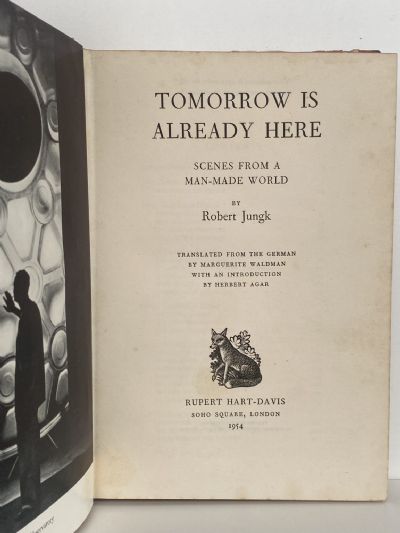 TOMORROW IS
ALREADY HERE
SCENES FROM A
MAN-MADE WORLD
BY
Robert Jungk
TRANSLATED FROM THE GERMAN
BY MARGUERITE WALDMAN
WITH AN INTRODUCTION
BY HERBERT AGAR
RUPERT HART-DAVIS
SOHO SQUARE, LONDON
1954